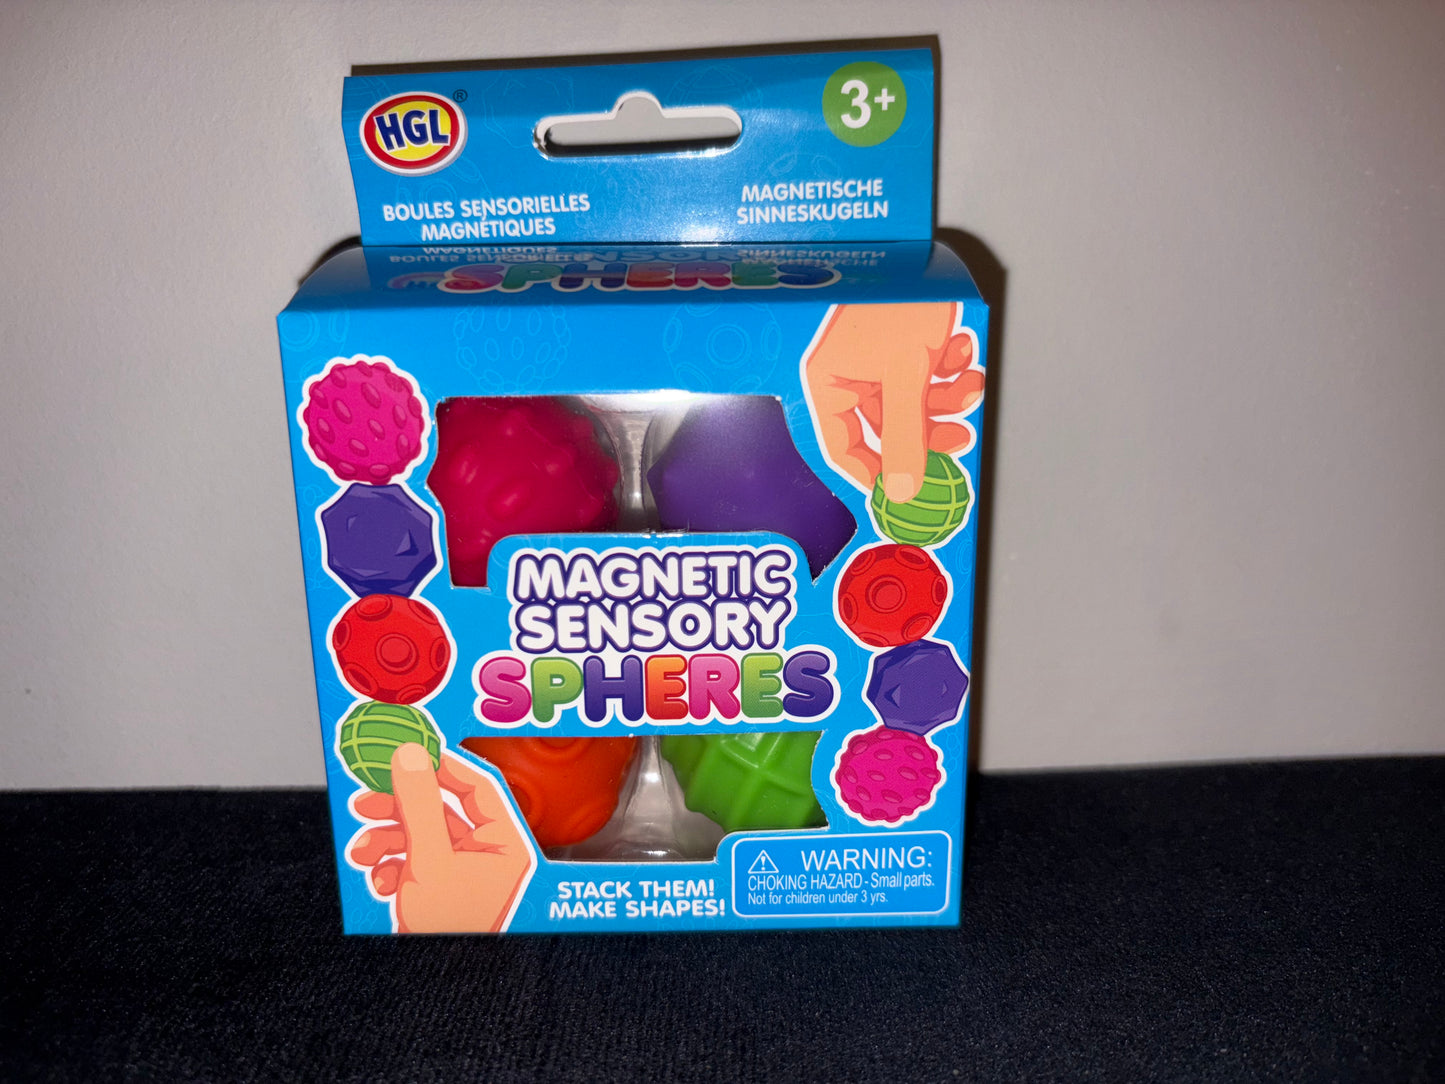 HGL®
3+
BOULES SENSORIELLES
MAGNÉTIQUES
MAGNETISCHE
SINNESKUGELN
MAGNETIC
SENSORY
SPHERES
STACK THEM!
MAKE SHAPES!
WARNING:
CHOKING HAZARD - Small parts.
Not for children under 3 yrs.